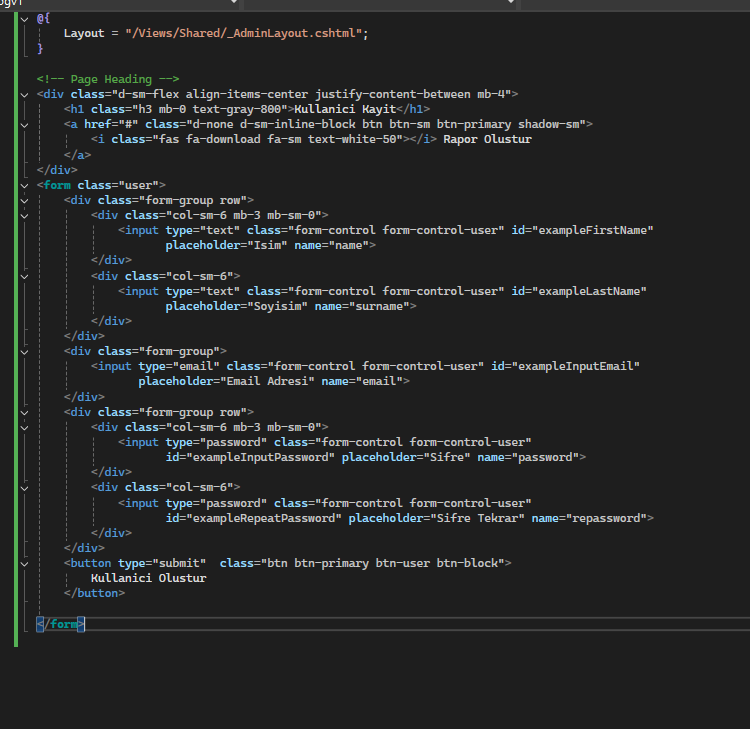 @{
    Layout = "/Views/Shared/_AdminLayout.cshtml";
}
<!-- Page Heading -->
<div class="d-sm-flex align-items-center justify-content-between mb-4">
    <h1 class="h3 mb-0 text-gray-800">Kullanici Kayit</h1>
    <a href="#" class="d-none d-sm-inline-block btn btn-sm btn-primary shadow-sm">
        <i class="fas fa-download fa-sm text-white-50"></i> Rapor Olustur
    </a>
</div>
<form class="user">
    <div class="form-group row">
        <div class="col-sm-6 mb-3 mb-sm-0">
            <input type="text" class="form-control form-control-user" id="exampleFirstName"
                   placeholder="Isim" name="name">
        </div>
        <div class="col-sm-6">
            <input type="text" class="form-control form-control-user" id="exampleLastName"
                   placeholder="Soyisim" name="surname">
        </div>
    </div>
    <div class="form-group">
        <input type="email" class="form-control form-control-user" id="exampleInputEmail"
               placeholder="Email Adresi" name="email">
    </div>
    <div class="form-group row">
        <div class="col-sm-6 mb-3 mb-sm-0">
            <input type="password" class="form-control form-control-user"
                   id="exampleInputPassword" placeholder="Sifre" name="password">
        </div>
        <div class="col-sm-6">
            <input type="password" class="form-control form-control-user"
                   id="exampleRepeatPassword" placeholder="Sifre Tekrar" name="repassword">
        </div>
    </div>
    <button type="submit"  class="btn btn-primary btn-user btn-block">
        Kullanici Olustur
    </button>
</form>